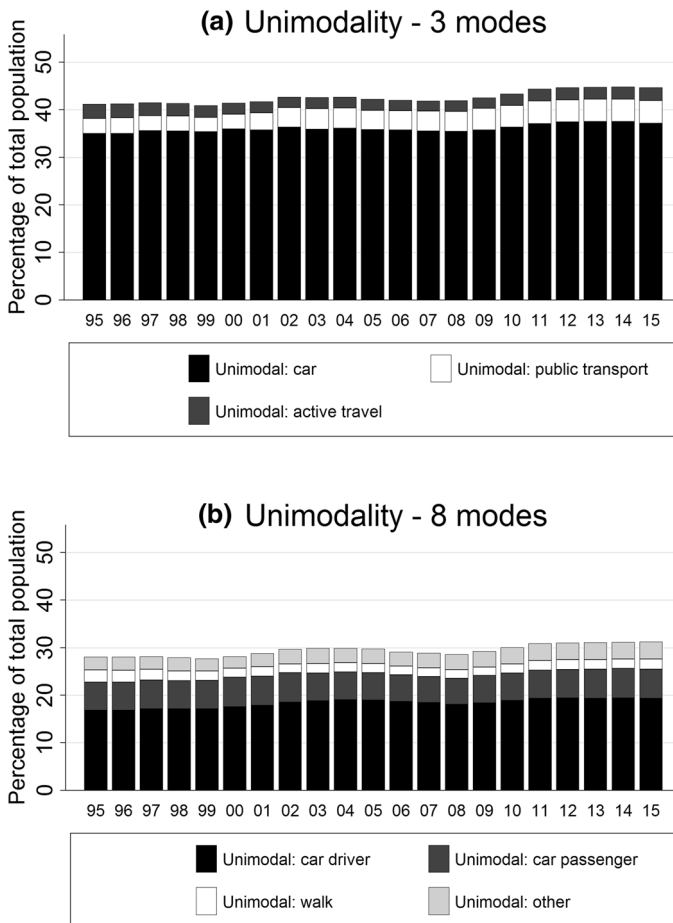 (a) Unimodality - 3 modes
Percentage of total population
50
40
30
20
10
0
95 96 97 98 99 00 01 02 03 04 05 06 07 08 09 10 11 12 13 14 15
Unimodal: car Unimodal: public transport
Unimodal: active travel
(b) Unimodality - 8 modes
Percentage of total population
50
40
30
20
10
0
95 96 97 98 99 00 01 02 03 04 05 06 07 08 09 10 11 12 13 14 15
Unimodal: car driver Unimodal: car passenger
Unimodal: walk Unimodal: other